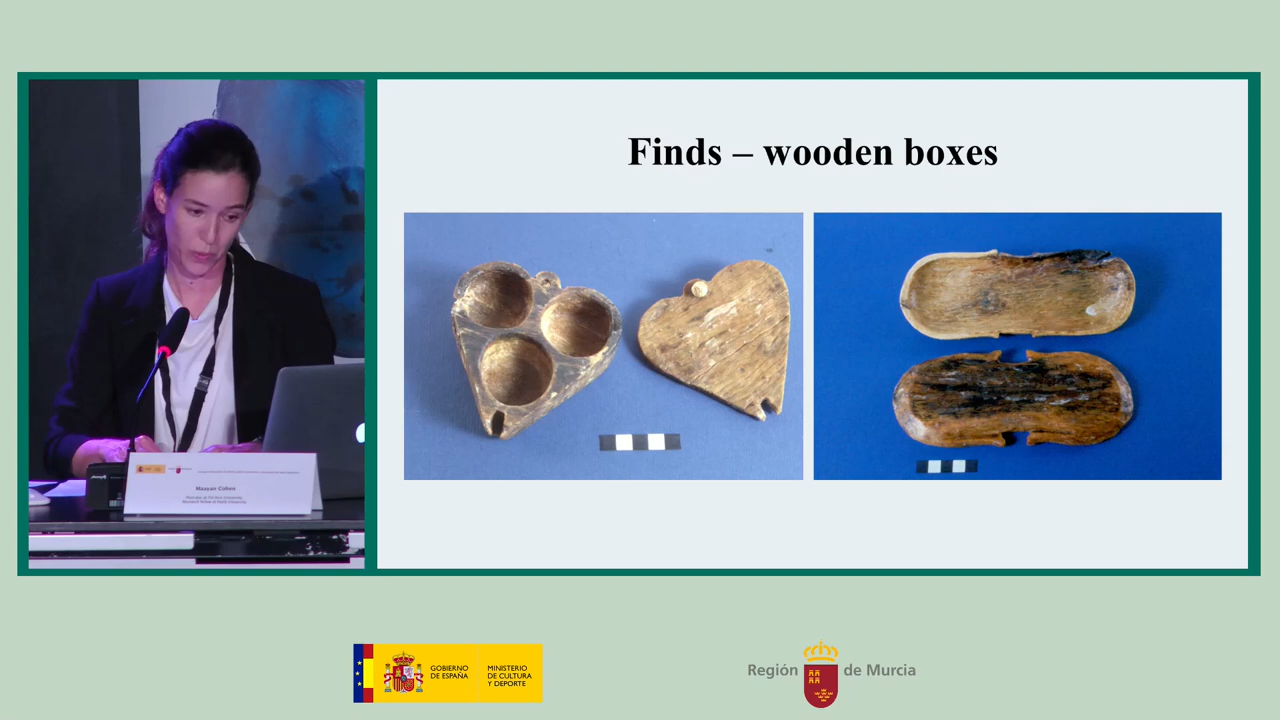 Finds – wooden boxes
Maayan Cohen
GOBIERNO
DE ESPAÑA
MINISTERIO
DE CULTURA
Y DEPORTE
Región de Murcia